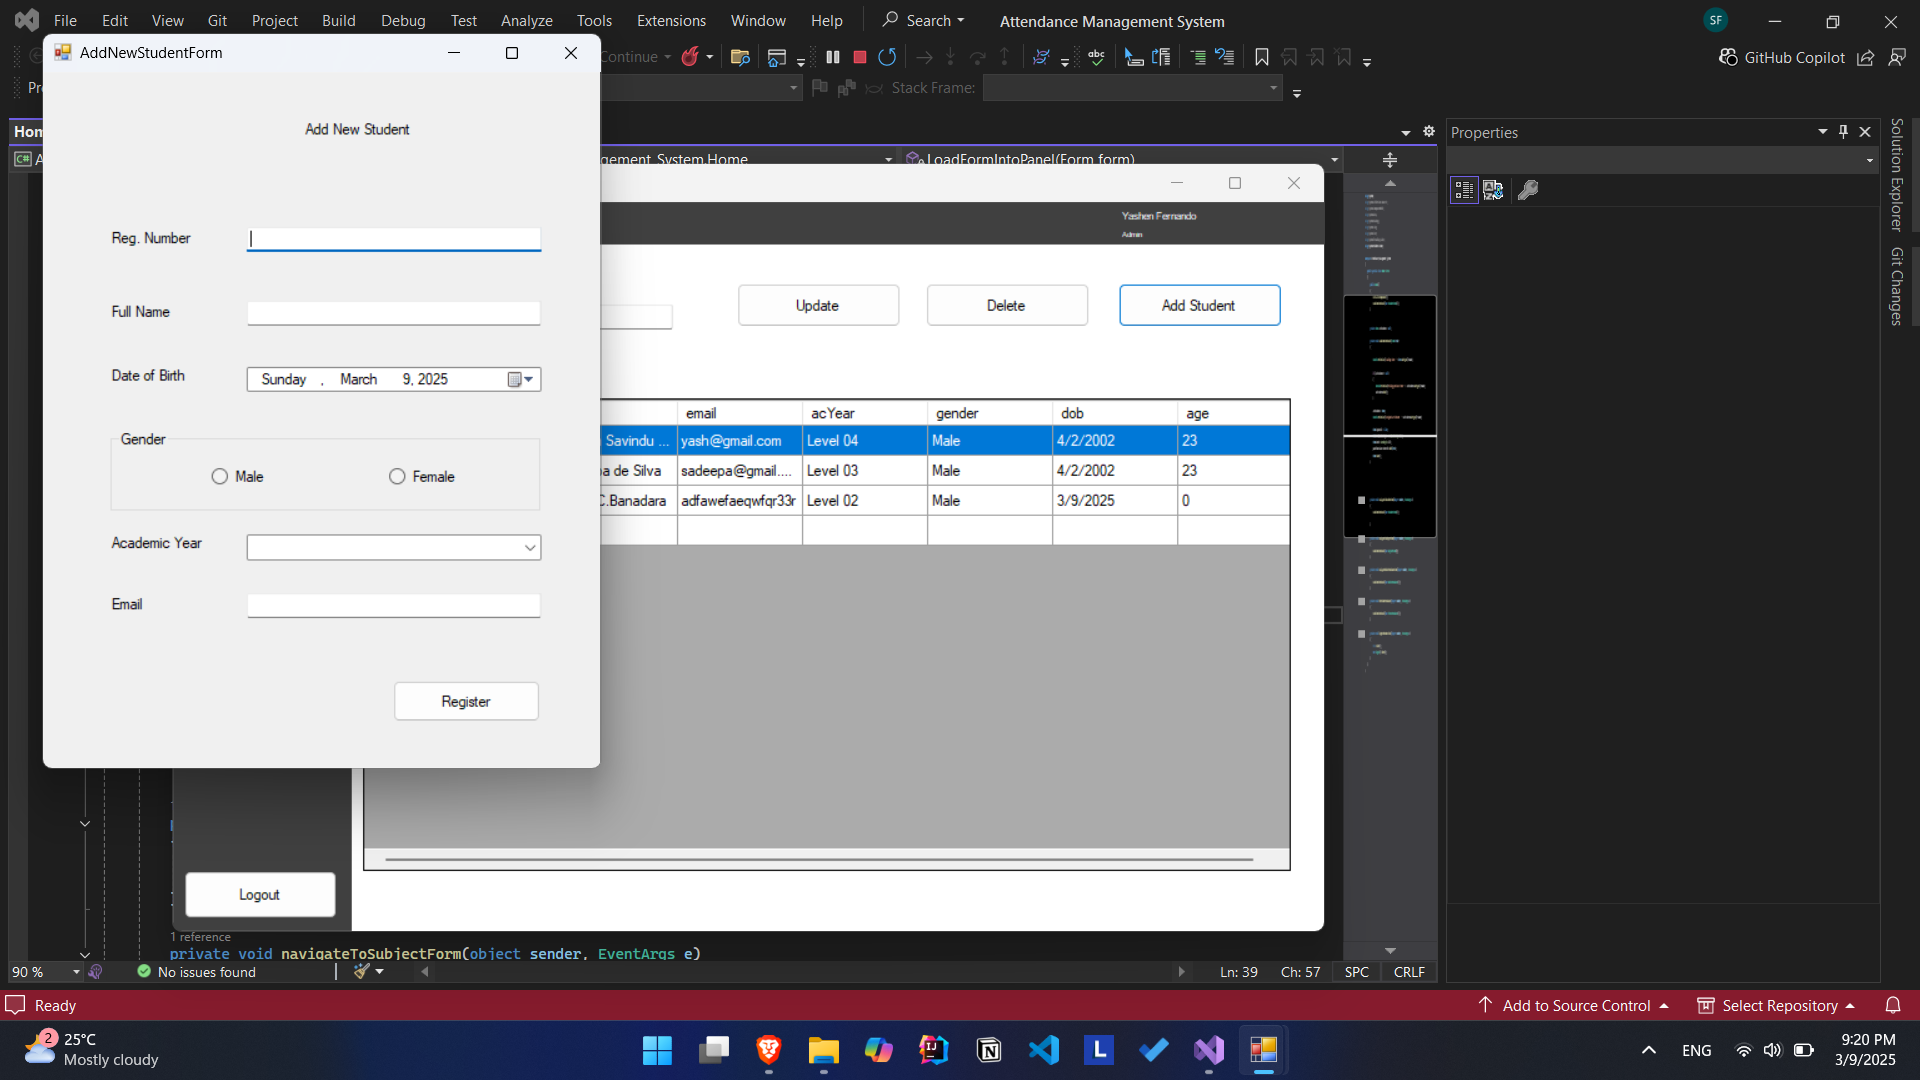 File Edit View Git Project Build Debug Test Analyze Tools Extensions Window Help Search Attendance Management System SF
AddNewStudentForm
Continue
GitHub Copilot
Stack Frame:
Add New Student
Properties
LoadFormIntoPanel(Form form)
Solution Explorer
Git Changes
Yashen Fernando
Admin
Reg. Number
Full Name
Update Delete Add Student
Date of Birth Sunday , March 9, 2025
email acYear gender dob age
Gender
Savindu ... yash@gmail.com Level 04 Male 4/2/2002 23
Male Female
de Silva sadeepa@gmail.... Level 03 Male 4/2/2002 23
C.Banadara adfawefaeqwfqr33r Level 02 Male 3/9/2025 0
Academic Year
Email
Register
Logout
1 reference
private void navigateToSubjectForm(object sender, EventArgs e)
90 % No issues found Ln: 39 Ch: 57 SPC CRLF
Ready Add to Source Control Select Repository
2 25°C
Mostly cloudy
ENG
9:20 PM
3/9/2025